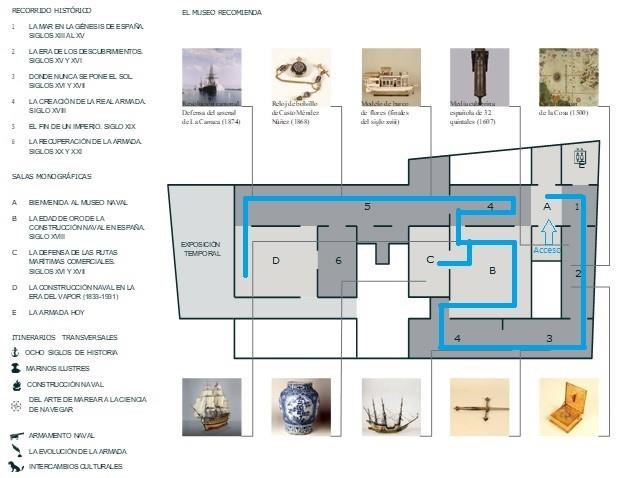 RECORRIDO HISTÓRICO
1 LA MAR EN LA GÉNESIS DE ESPAÑA.
SIGLOS XIII AL XV
2 LA ERA DE LOS DESCUBRIMIENTOS.
SIGLOS XV Y XVI
3 DONDE NUNCA SE PONE EL SOL.
SIGLOS XVI Y XVII
4 LA CREACIÓN DE LA REAL ARMADA.
SIGLO XVIII
5 EL FIN DE UN IMPERIO. SIGLO XIX
6 LA RECUPERACIÓN DE LA ARMADA.
SIGLOS XX Y XXI
SALAS MONOGRÁFICAS
A BIENVENIDA AL MUSEO NAVAL
B LA EDAD DE ORO DE LA
CONSTRUCCIÓN NAVAL EN ESPAÑA.
SIGLO XVIII
C LA DEFENSA DE LAS RUTAS
MARÍTIMAS COMERCIALES.
SIGLOS XVI Y XVII
D LA CONSTRUCCIÓN NAVAL EN LA
ERA DEL VAPOR (1833-1931)
E LA ARMADA HOY
ITINERARIOS TRANSVERSALES
OCHO SIGLOS DE HISTORIA
MARINOS ILUSTRES
CONSTRUCCIÓN NAVAL
DEL ARTE DE MAREAR A LA CIENCIA
DE NAVEGAR
ARMAMENTO NAVAL
LA EVOLUCIÓN DE LA ARMADA
INTERCAMBIOS CULTURALES
EL MUSEO RECOMIENDA
Defensa del arsenal
de La Carraca (1874)
Reloj de bolsillo
de Casto Méndez
Núñez (1868)
Modelo de barco
de flores (finales
del siglo xviii)
Media culebrina
española de 32
quintales (1607)
de la Cosa (1500)
E
5
4
A
1
EXPOSICIÓN
TEMPORAL
D
6
C
B
Acceso
2
4
3